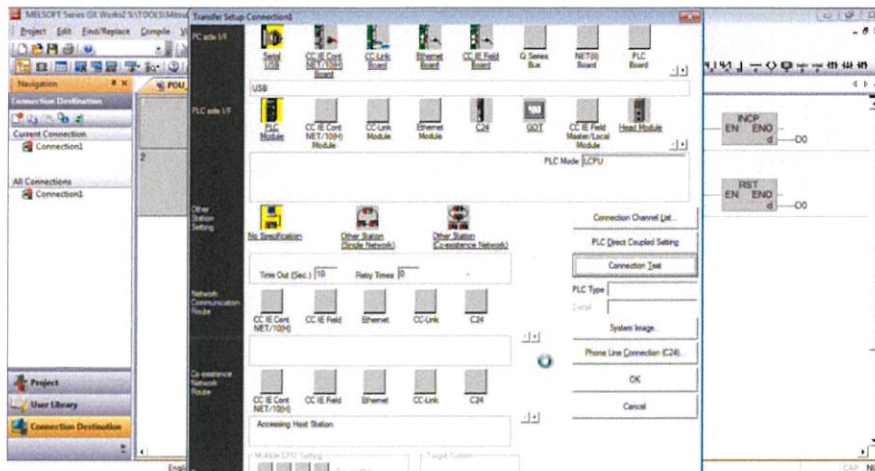 MELSOFT Series GX Works2
Transfer Setup Connection1
Project Edit Find/Replace Compile
Navigation
Connection Destination
Current Connection
Connection1
All Connections
Connection1
Project
User Library
Connection Destination
POU_
2
PC side I/F
Serial USB
CC IE Cont NET/10(H) Board
CC-Link Board
Ethernet Board
CC IE Field Board
Q Series Bus
NET(II) Board
PLC Board
USB
PLC side I/F
PLC Module
CC IE Cont NET/10(H) Module
CC-Link Module
Ethernet Module
C24
GOT
CC IE Field Master/Local Module
Head Module
PLC Mode LCPU
Other Station Setting
No Specification
Other Station (Single Network)
Other Station (Co-existence Network)
Time Out (Sec.) 10 Retry Times 0
Network Communication Route
CC IE Cont NET/10(H)
CC IE Field
Ethernet
CC-Link
C24
Co-existence Network Route
CC IE Cont NET/10(H)
CC IE Field
Ethernet
CC-Link
C24
Accessing Host Station
Multiple CPU Setting
Target System
Connection Channel List...
PLC Direct Coupled Setting
Connection Test
PLC Type
Detail
System Image...
Phone Line Connection (C24)...
OK
Cancel
INCP
EN ENO
d D0
RST
EN ENO
d D0
CAP